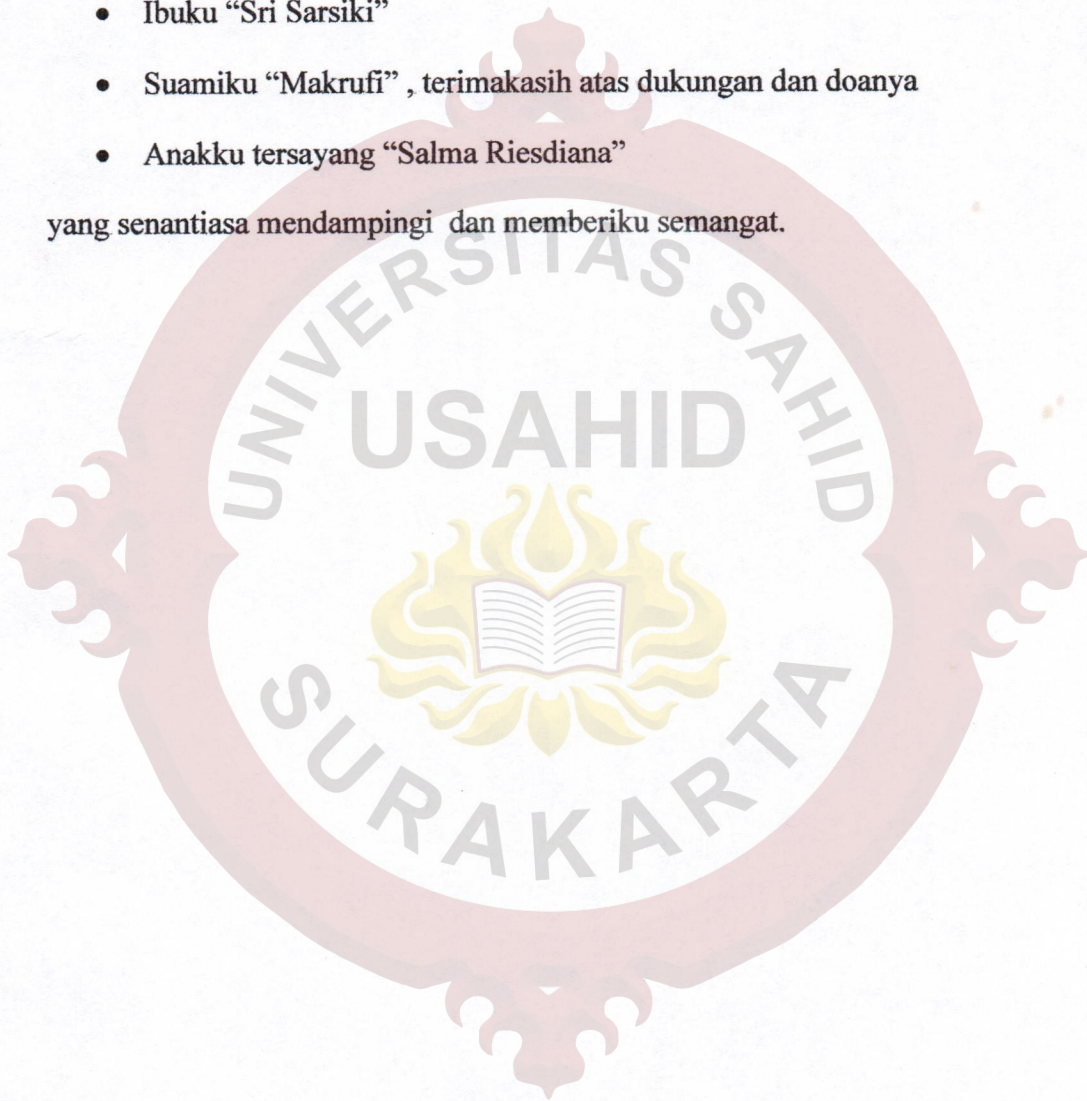 • Ibuku “Sri Sarsiki”
• Suamiku “Makrufi” , terimakasih atas dukungan dan doanya
• Anakku tersayang “Salma Riesdiana”
yang senantiasa mendampingi dan memberiku semangat.
UNIVERSITAS SAHID
USAHID
SURAKARTA